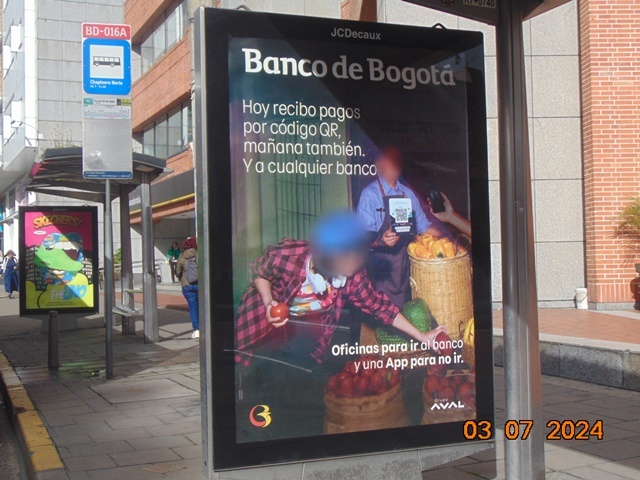 BD-016A
Chapinero Norte
JCDecaux
Banco de Bogotá
Hoy recibo pagos
por código QR,
mañana también.
Y a cualquier banco
Oficinas para ir al banco
y una App para no ir.
Grupo
AVAL
SKECHERS
03 07 2024